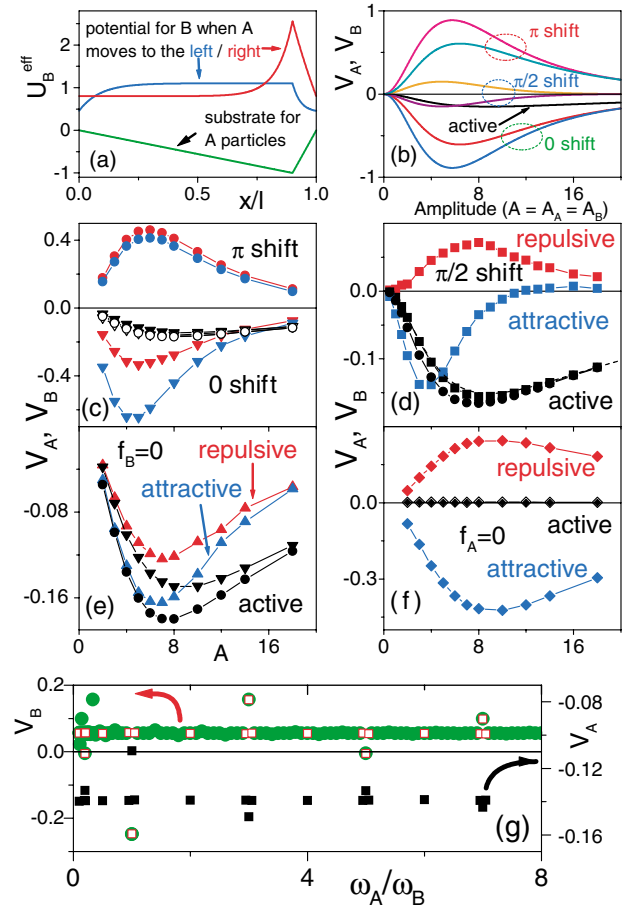 potential for B when A
moves to the left / right
U_B^eff
2
1
0
-1
substrate for
A particles
(a)
0.0
0.5
1.0
x/l
V_A, V_B
1
0
-1
π shift
π/2 shift
active
0 shift
(b)
0
8
16
Amplitude (A = A_A = A_B)
V_A, V_B
0.4
0.0
-0.4
π shift
0 shift
(c)
0.0
-0.1
V_B
repulsive
π/2 shift
attractive
(d)
active
-0.08
-0.16
f_B=0
repulsive
attractive
(e)
active
0
8
16
A
0.0
-0.3
repulsive
active
f_A=0
attractive
(f)
0
8
16
V_B
0.2
0.0
-0.2
-0.08
-0.12
-0.16
V_A
(g)
0
2
4
6
8
ω_A/ω_B